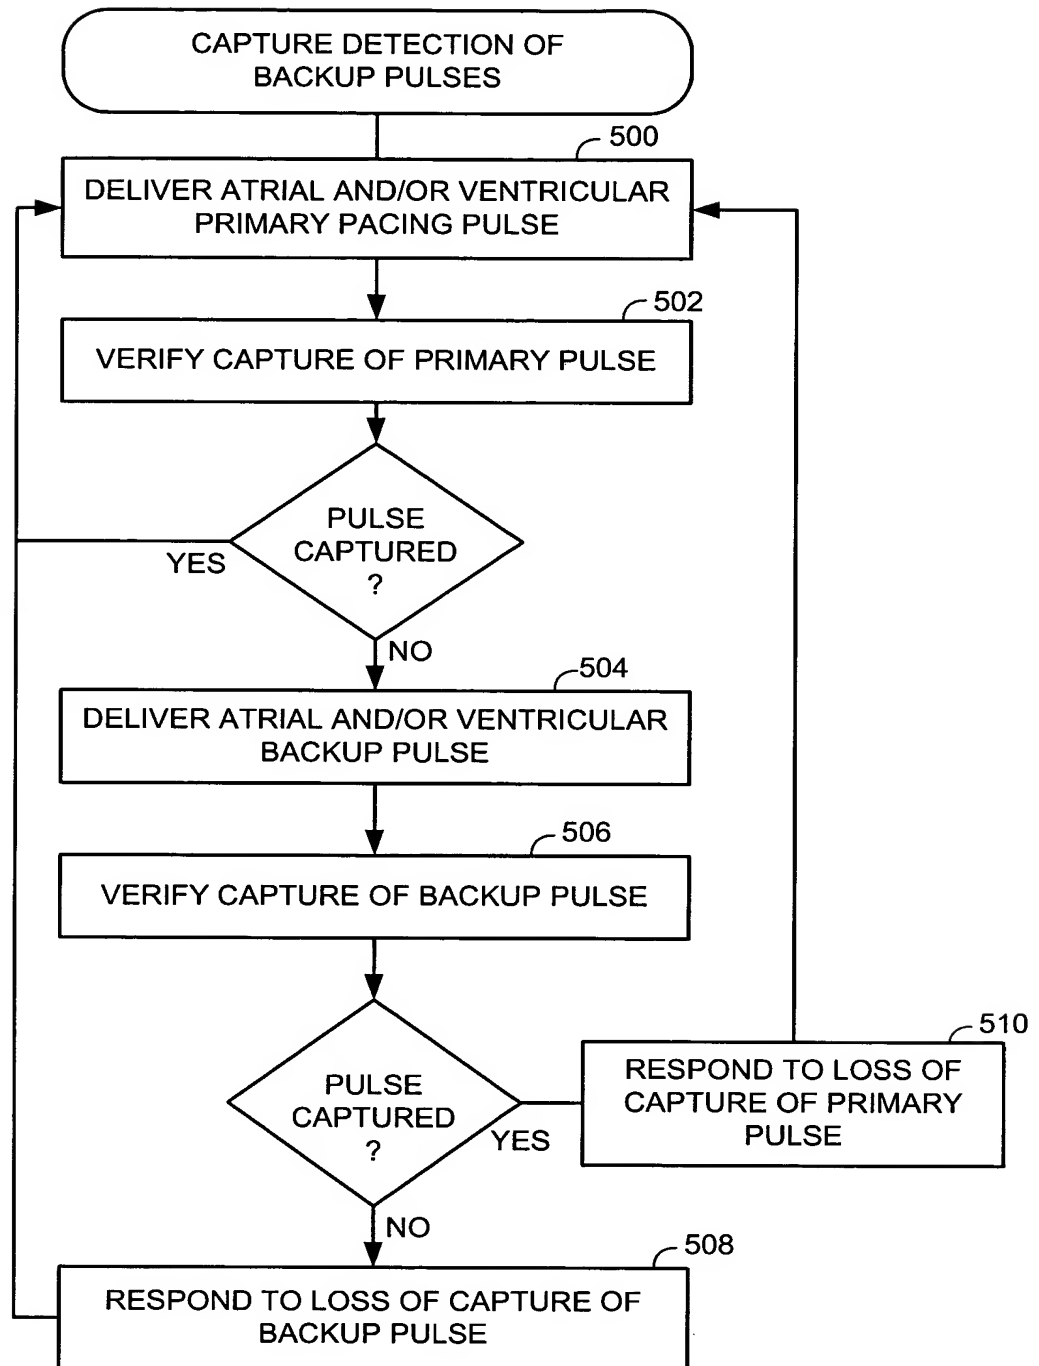 CAPTURE DETECTION OF
BACKUP PULSES
500
DELIVER ATRIAL AND/OR VENTRICULAR
PRIMARY PACING PULSE
502
VERIFY CAPTURE OF PRIMARY PULSE
PULSE
CAPTURED
?
YES
NO
504
DELIVER ATRIAL AND/OR VENTRICULAR
BACKUP PULSE
506
VERIFY CAPTURE OF BACKUP PULSE
PULSE
CAPTURED
?
YES
510
RESPOND TO LOSS OF
CAPTURE OF PRIMARY
PULSE
NO
508
RESPOND TO LOSS OF CAPTURE OF
BACKUP PULSE